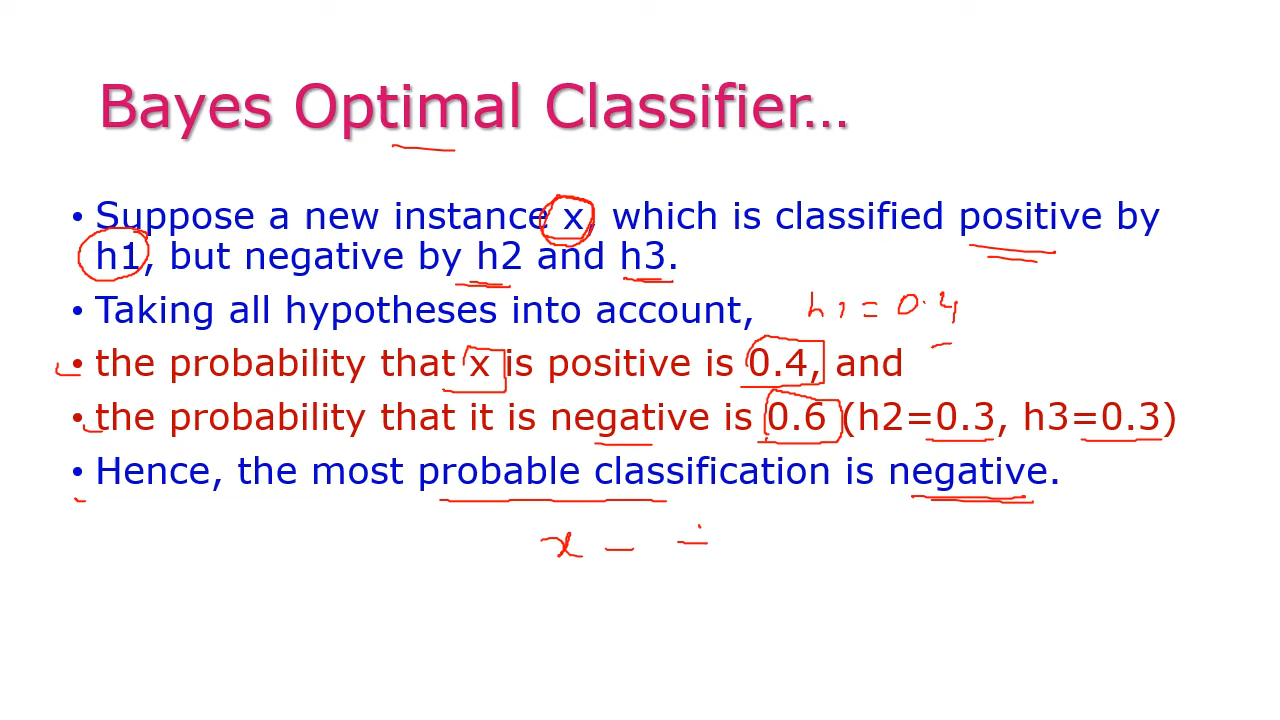 Bayes Optimal Classifier...
• Suppose a new instance x, which is classified positive by
h1, but negative by h2 and h3.
• Taking all hypotheses into account,
h1 = 0.4
• the probability that x is positive is 0.4, and
• the probability that it is negative is 0.6 (h2=0.3, h3=0.3)
• Hence, the most probable classification is negative.
x –